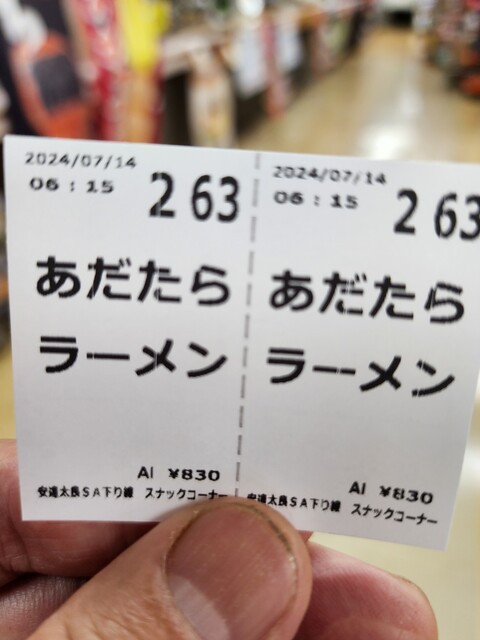 2024/07/14
06:15 263
あだたら
ラーメン
AI ¥830
安達太良SA下り線 スナックコーナー
2024/07/14
06:15 263
あだたら
ラーメン
AI ¥830
安達太良SA下り線 スナックコーナー